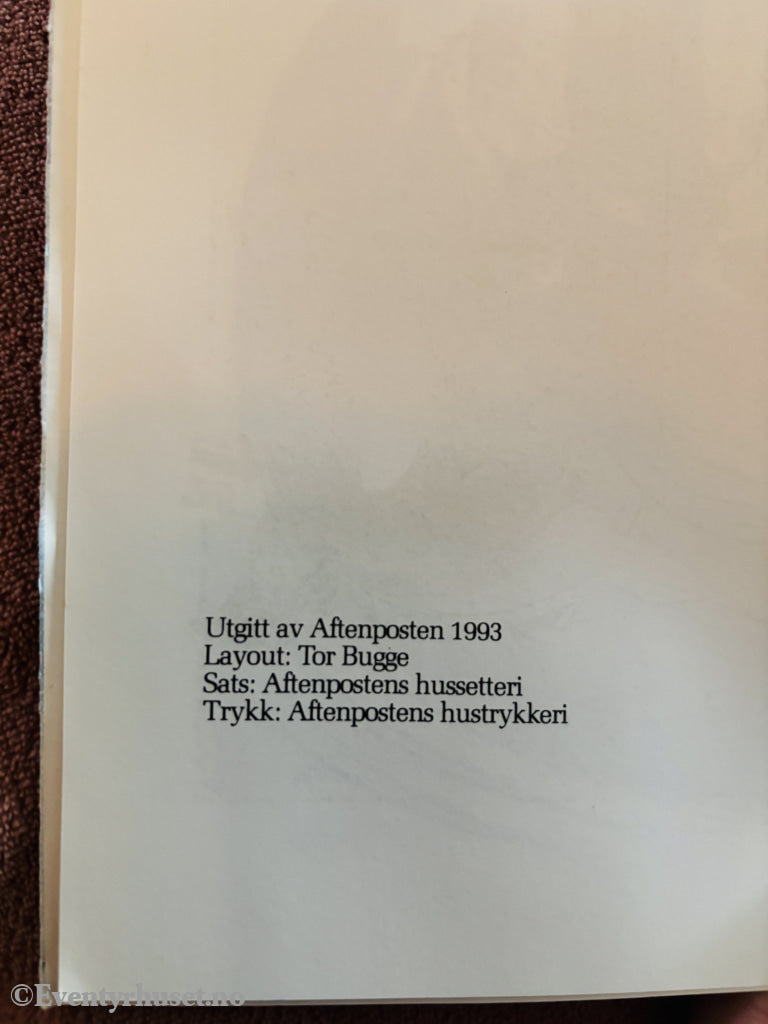 Utgitt av Aftenposten 1993
Layout: Tor Bugge
Sats: Aftenpostens hussetteri
Trykk: Aftenpostens hustrykkeri
©Eventyrhuset.no